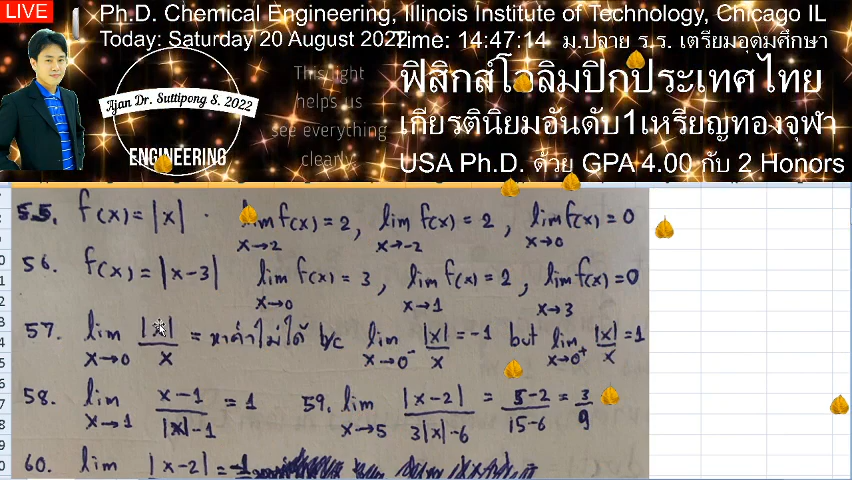 LIVE
Ph.D. Chemical Engineering, Illinois Institute of Technology, Chicago IL
Today: Saturday 20 August 2022 Time: 14:47:14 ม.ปลาย ร.ร. เตรียมอุดมศึกษา
ฟิสิกส์โอลิมปิกประเทศไทย
เกียรตินิยมอันดับ1เหรียญทองจุฬา
USA Ph.D. ด้วย GPA 4.00 กับ 2 Honors
This light
helps us
see everything
clearly
Ajan Dr. Suttipong S. 2022
ENGINEERING
55. f(x) = |x| . lim x→2 f(x) = 2, lim x→-2 f(x) = 2, lim x→0 f(x) = 0
56. f(x) = |x-3| lim x→0 f(x) = 3, lim x→1 f(x) = 2, lim x→3 f(x) = 0
57. lim x→0 |x|/x = หาค่าไม่ได้ b/c lim x→0⁻ |x|/x = -1 but lim x→0⁺ |x|/x = 1
58. lim x→1 x-1/|x|-1 = 1 59. lim x→5 |x-2|/3|x|-6 = 5-2/15-6 = 3/9
60. lim |x-2| =